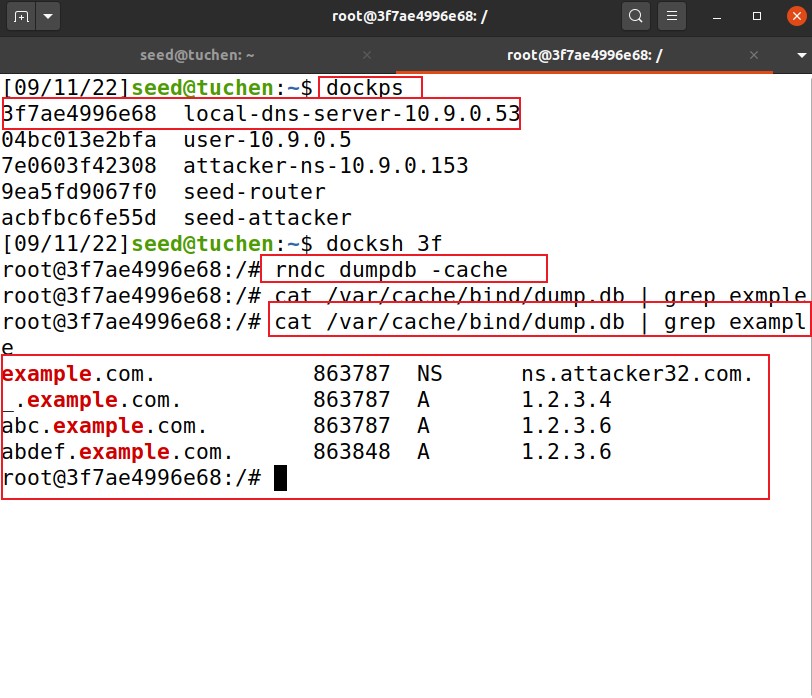 root@3f7ae4996e68: /
seed@tuchen: ~
root@3f7ae4996e68: /
[09/11/22]seed@tuchen:~$ dockps
3f7ae4996e68  local-dns-server-10.9.0.53
04bc013e2bfa  user-10.9.0.5
7e0603f42308  attacker-ns-10.9.0.153
9ea5fd9067f0  seed-router
acbfbc6fe55d  seed-attacker
[09/11/22]seed@tuchen:~$ docksh 3f
root@3f7ae4996e68:/# rndc dumpdb -cache
root@3f7ae4996e68:/# cat /var/cache/bind/dump.db | grep exmple
root@3f7ae4996e68:/# cat /var/cache/bind/dump.db | grep exampl
e
example.com.            863787  NS      ns.attacker32.com.
_.example.com.          863787  A       1.2.3.4
abc.example.com.        863787  A       1.2.3.6
abdef.example.com.      863848  A       1.2.3.6
root@3f7ae4996e68:/#